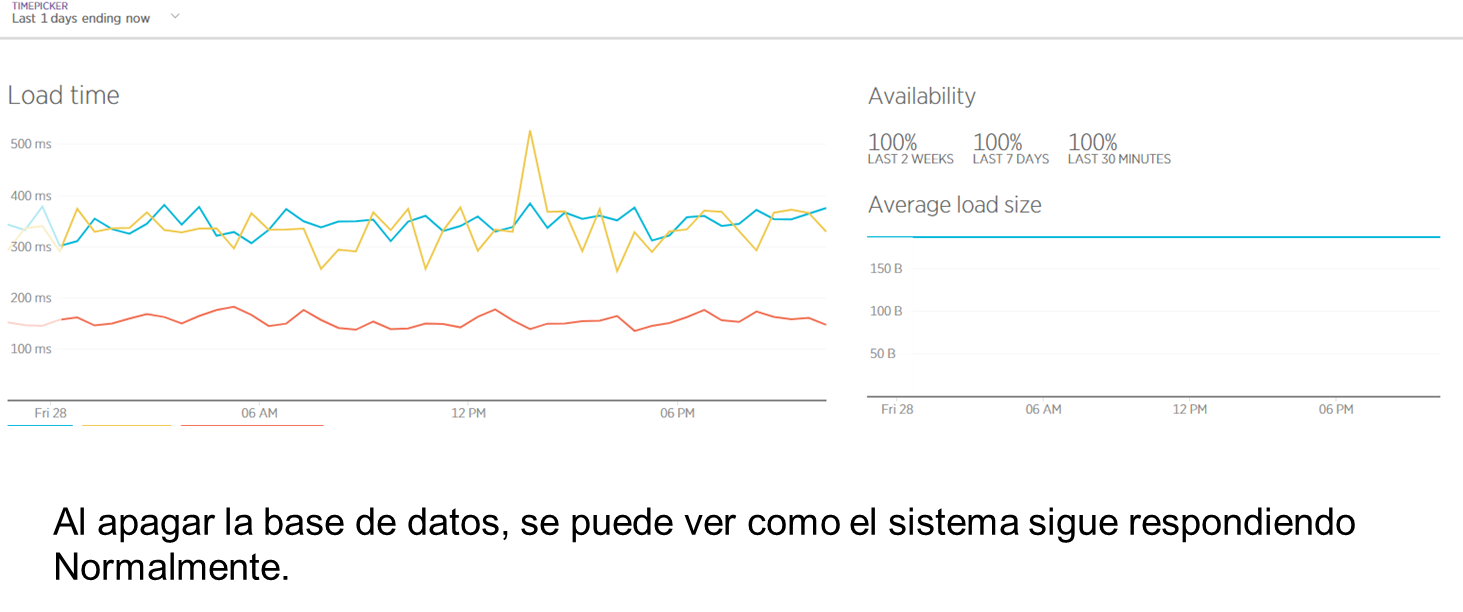 TIMEPICKER
Last 1 days ending now
Load time
500 ms
400 ms
300 ms
200 ms
100 ms
Fri 28 06 AM 12 PM 06 PM
Availability
100% 100% 100%
LAST 2 WEEKS LAST 7 DAYS LAST 30 MINUTES
Average load size
150 B
100 B
50 B
Fri 28 06 AM 12 PM 06 PM
Al apagar la base de datos, se puede ver como el sistema sigue respondiendo
Normalmente.